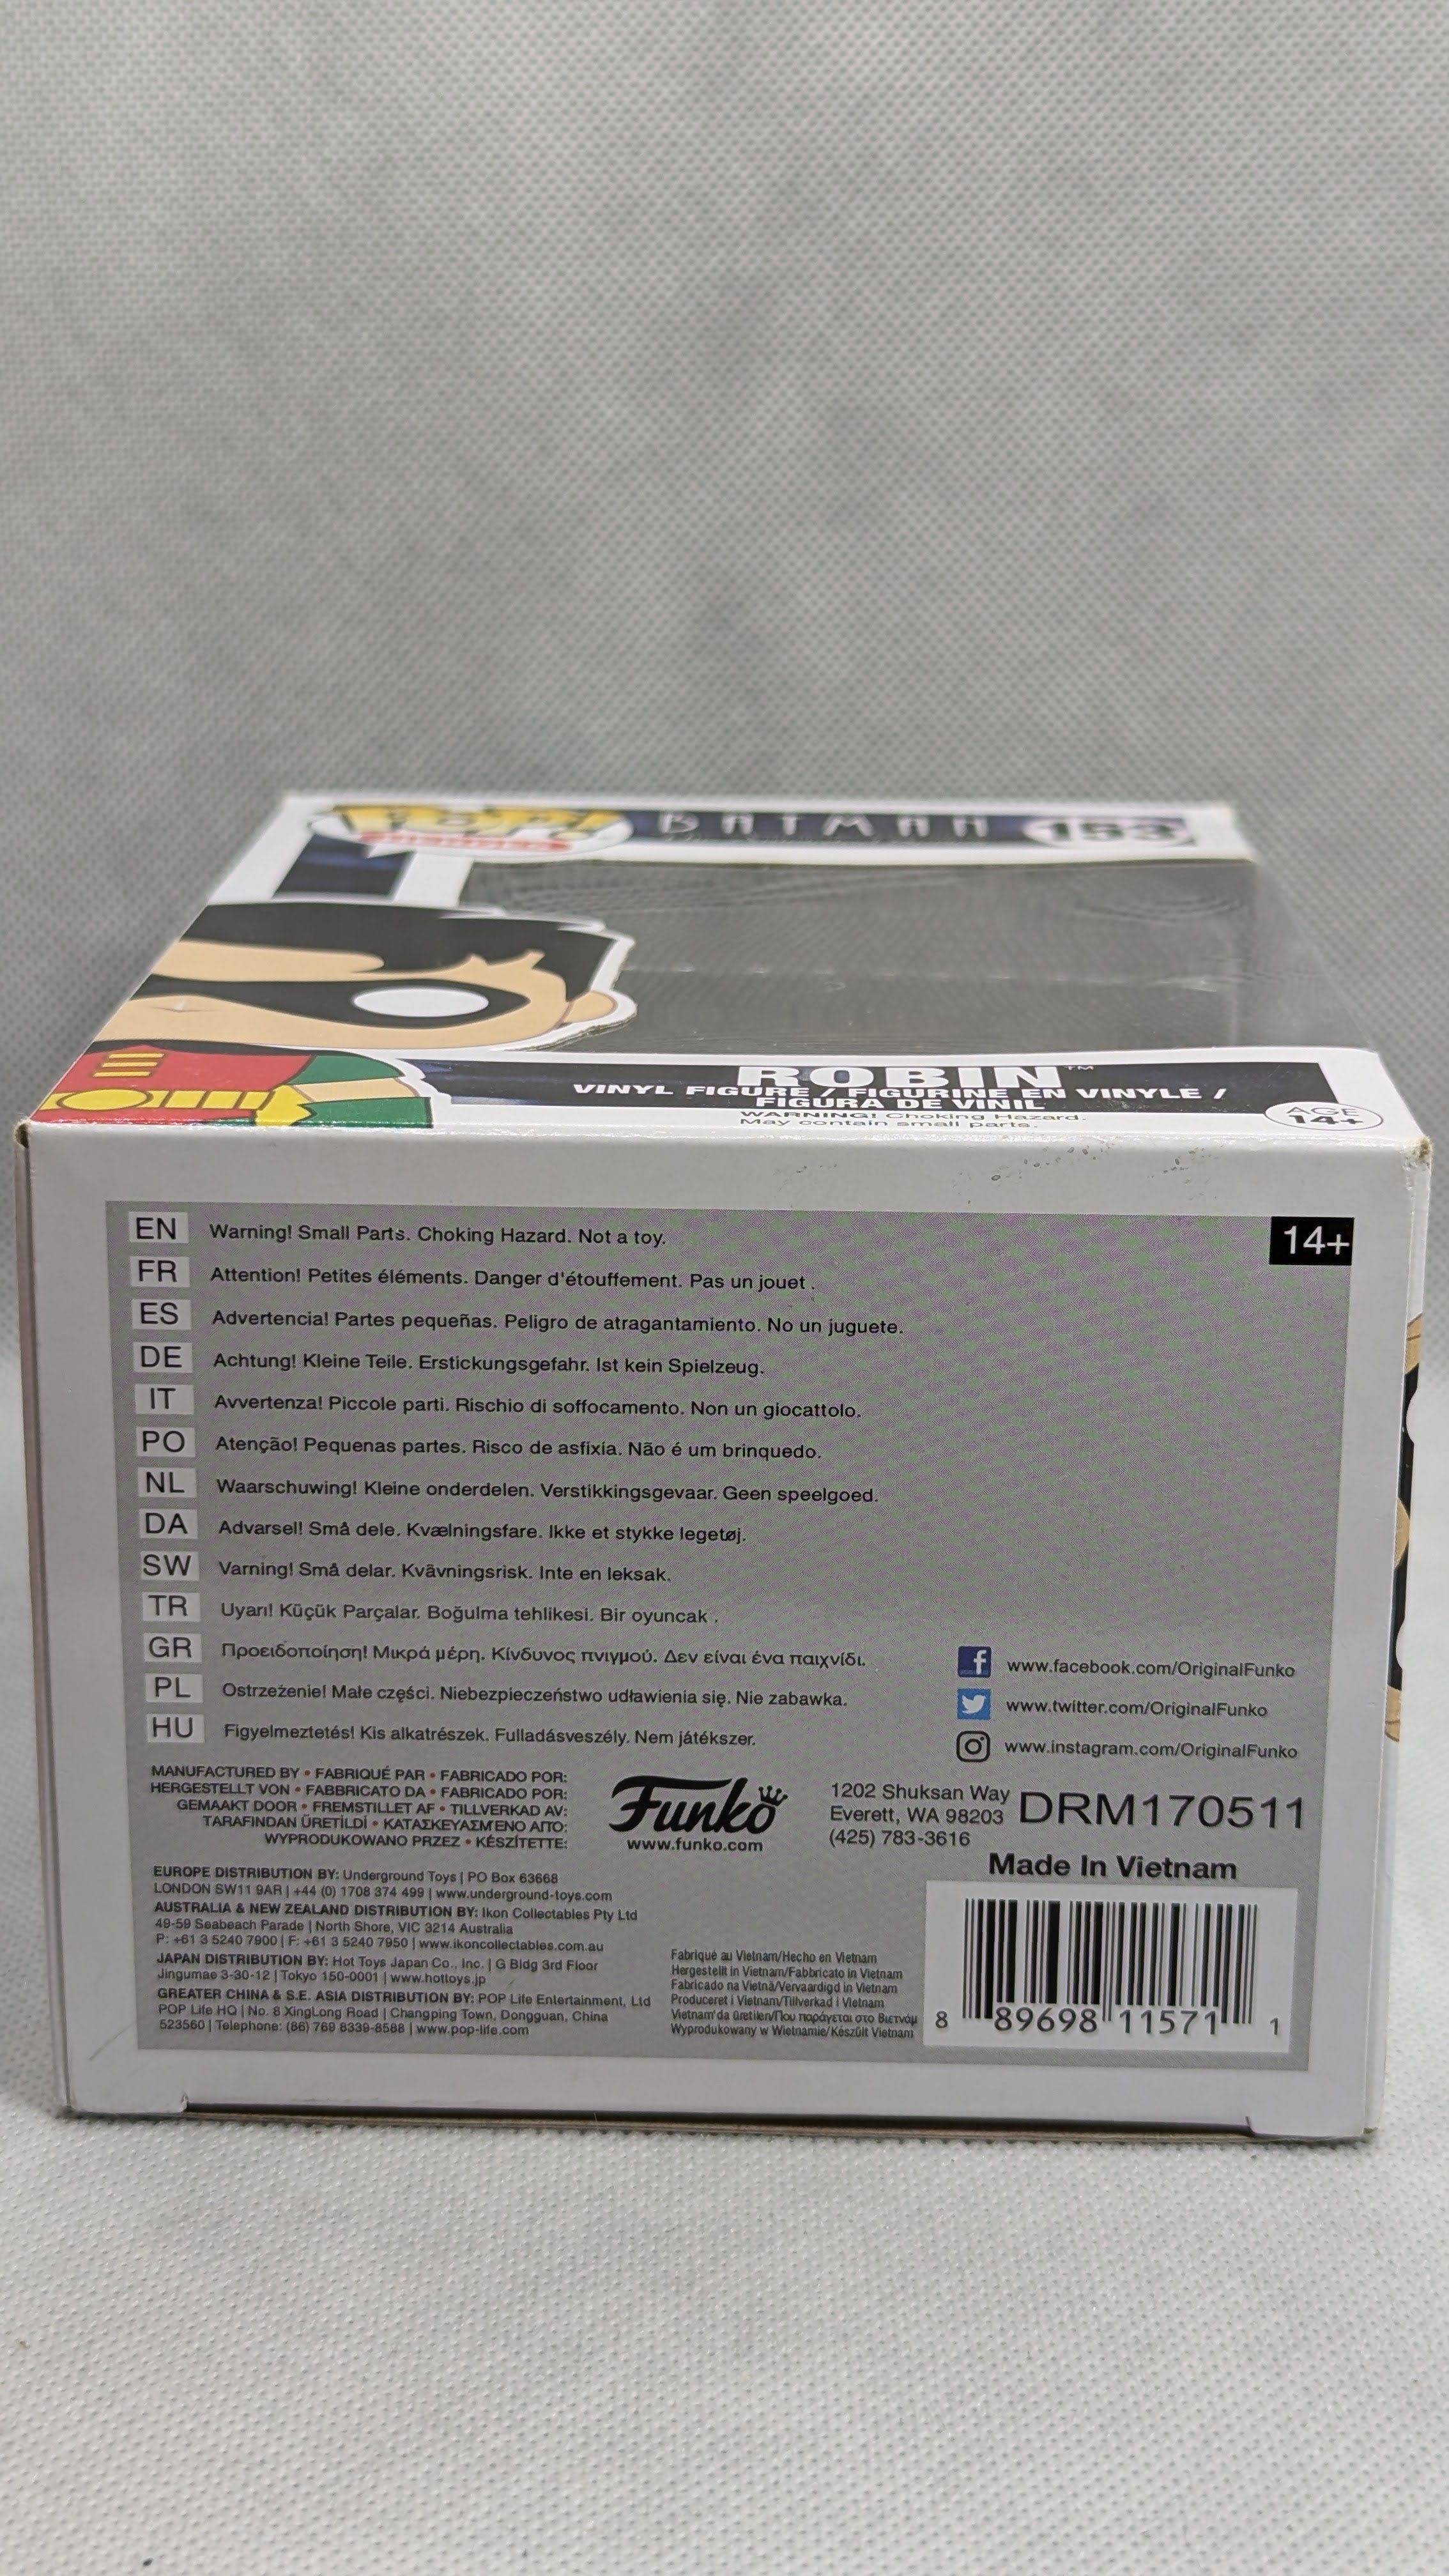 POP!
HEROES
BATMAN
153
ROBIN™
VINYL FIGURE / FIGURINE EN VINYLE /
FIGURA DE VINIL
WARNING! Choking Hazard.
May contain small parts.
AGE
14+
14+
EN Warning! Small Parts. Choking Hazard. Not a toy.
FR Attention! Petites éléments. Danger d'étouffement. Pas un jouet .
ES Advertencia! Partes pequeñas. Peligro de atragantamiento. No un juguete.
DE Achtung! Kleine Teile. Erstickungsgefahr. Ist kein Spielzeug.
IT Avvertenza! Piccole parti. Rischio di soffocamento. Non un giocattolo.
PO Atenção! Pequenas partes. Risco de asfixía. Não é um brinquedo.
NL Waarschuwing! Kleine onderdelen. Verstikkingsgevaar. Geen speelgoed.
DA Advarsel! Små dele. Kvælningsfare. Ikke et stykke legetøj.
SW Varning! Små delar. Kvävningsrisk. Inte en leksak.
TR Uyarı! Küçük Parçalar. Boğulma tehlikesi. Bir oyuncak .
GR Προειδοποίηση! Μικρά μέρη. Κίνδυνος πνιγμού. Δεν είναι ένα παιχνίδι.
PL Ostrzeżenie! Małe części. Niebezpieczeństwo udławienia się. Nie zabawka.
HU Figyelmeztetés! Kis alkatrészek. Fulladásveszély. Nem játékszer.
www.facebook.com/OriginalFunko
www.twitter.com/OriginalFunko
www.instagram.com/OriginalFunko
MANUFACTURED BY • FABRIQUÉ PAR • FABRICADO POR:
HERGESTELLT VON • FABBRICATO DA • FABRICADO POR:
GEMAAKT DOOR • FREMSTILLET AF • TILLVERKAD AV:
TARAFINDAN ÜRETİLDİ • ΚΑΤΑΣΚΕΥΑΣΜΈΝΟ ΑΠΌ:
WYPRODUKOWANO PRZEZ • KÉSZÍTETTE:
Funko
www.funko.com
1202 Shuksan Way
Everett, WA 98203
(425) 783-3616
DRM170511
Made In Vietnam
EUROPE DISTRIBUTION BY: Underground Toys | PO Box 63668
LONDON SW11 9AR | +44 (0) 1708 374 499 | www.underground-toys.com
AUSTRALIA & NEW ZEALAND DISTRIBUTION BY: Ikon Collectables Pty Ltd
49-59 Seabeach Parade | North Shore, VIC 3214 Australia
P: +61 3 5240 7900 | F: +61 3 5240 7950 | www.ikoncollectables.com.au
JAPAN DISTRIBUTION BY: Hot Toys Japan Co., Inc. | G Bldg 3rd Floor
Jingumae 3-30-12 | Tokyo 150-0001 | www.hottoys.jp
GREATER CHINA & S.E. ASIA DISTRIBUTION BY: POP Life Entertainment, Ltd
POP Life HQ | No. 8 XingLong Road | Changping Town, Dongguan, China
523560 | Telephone: (86) 769 8339-8588 | www.pop-life.com
Fabriqué au Vietnam/Hecho en Vietnam
Hergestellt in Vietnam/Fabbricato in Vietnam
Fabricado na Vietnã/Vervaardigd in Vietnam
Produceret i Vietnam/Tillverkad i Vietnam
Vietnam'da üretilen/Που παράγεται στο Βιετνάμ
Wyprodukowany w Wietnamie/Készült Vietnam
8 89698 11571 1